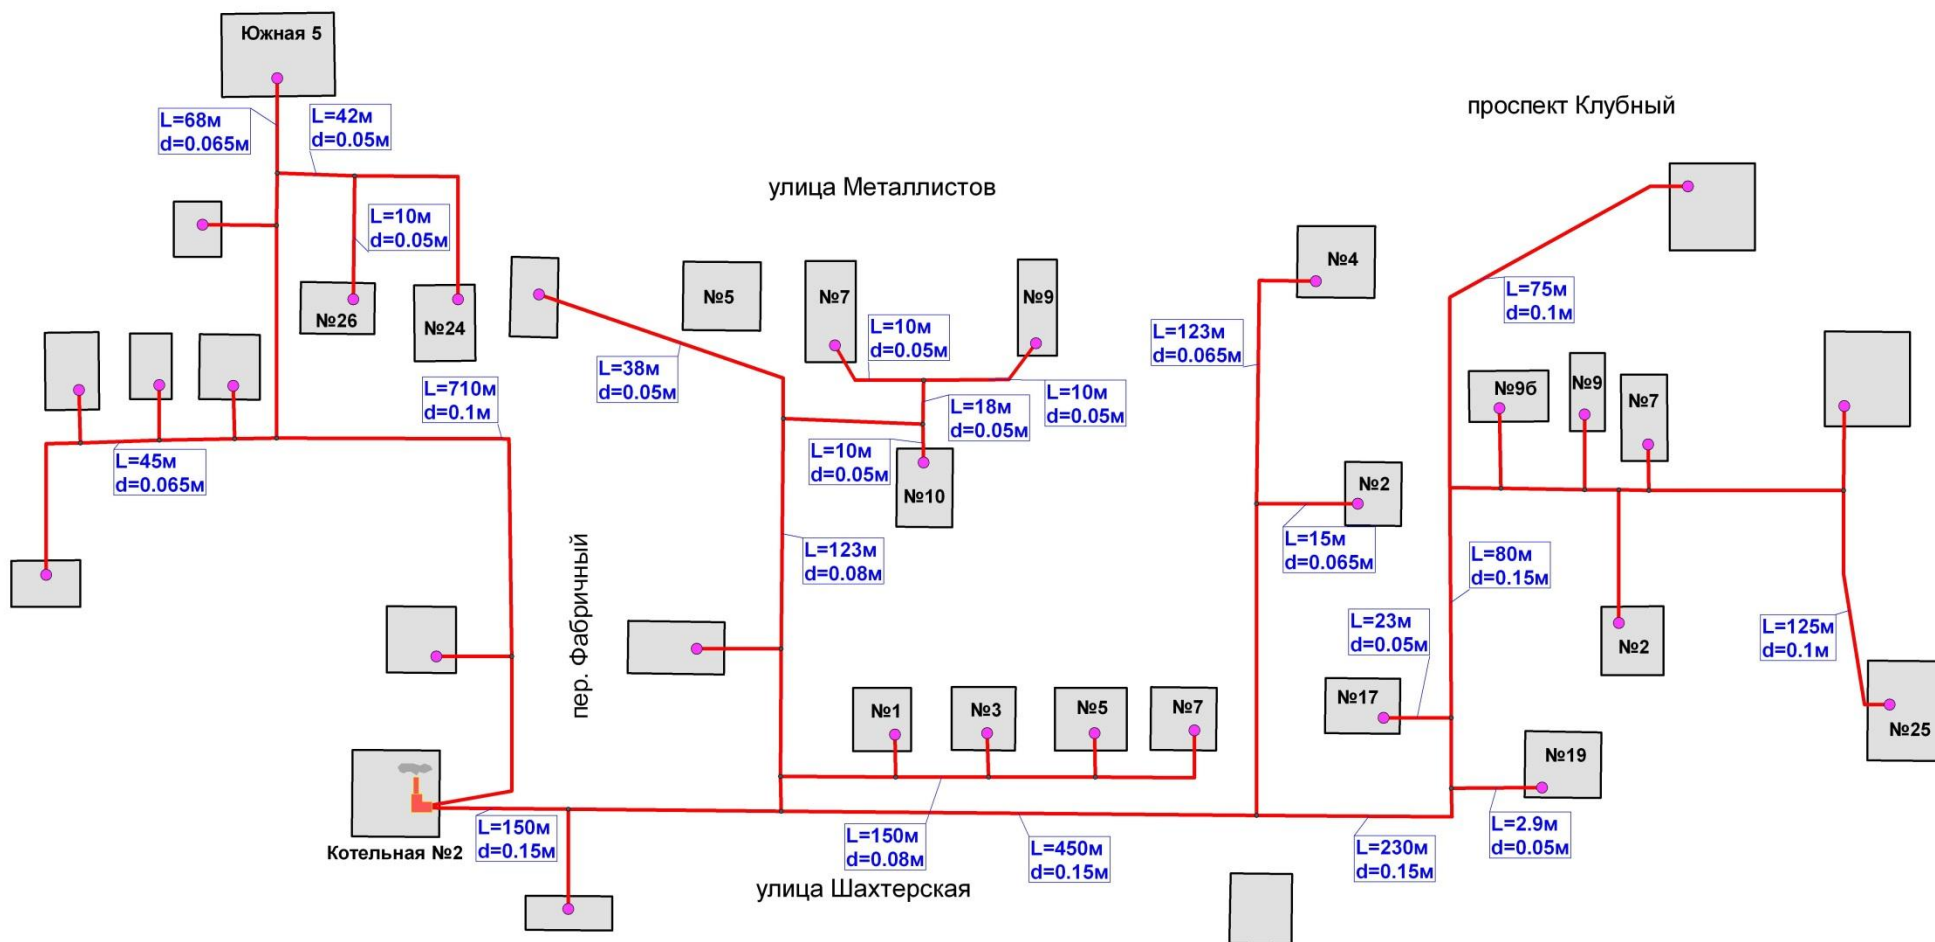 Южная 5
L=68м
d=0.065м
L=42м
d=0.05м
проспект Клубный
улица Металлистов
L=10м
d=0.05м
№26
№24
№5
№7
№9
№4
L=75м
d=0.1м
L=10м
d=0.05м
L=123м
d=0.065м
L=38м
d=0.05м
L=710м
d=0.1м
L=18м
d=0.05м
L=10м
d=0.05м
№9б
№9
№7
L=10м
d=0.05м
№10
L=45м
d=0.065м
№2
L=15м
d=0.065м
L=123м
d=0.08м
L=80м
d=0.15м
пер. Фабричный
L=23м
d=0.05м
№2
L=125м
d=0.1м
№1
№3
№5
№7
№17
№25
№19
Котельная №2
L=150м
d=0.15м
L=150м
d=0.08м
L=450м
d=0.15м
L=230м
d=0.15м
L=2.9м
d=0.05м
улица Шахтерская